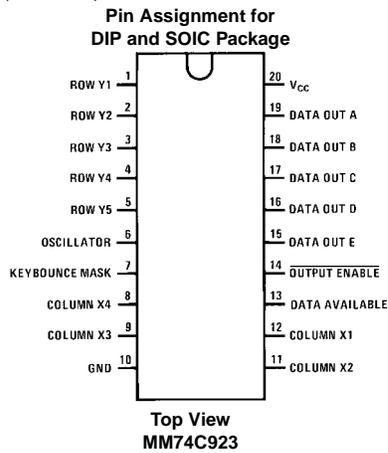 Pin Assignment for
DIP and SOIC Package
ROW Y1 1 20 VCC
ROW Y2 2 19 DATA OUT A
ROW Y3 3 18 DATA OUT B
ROW Y4 4 17 DATA OUT C
ROW Y5 5 16 DATA OUT D
OSCILLATOR 6 15 DATA OUT E
KEYBOUNCE MASK 7 14 OUTPUT ENABLE
COLUMN X4 8 13 DATA AVAILABLE
COLUMN X3 9 12 COLUMN X1
GND 10 11 COLUMN X2
Top View
MM74C923